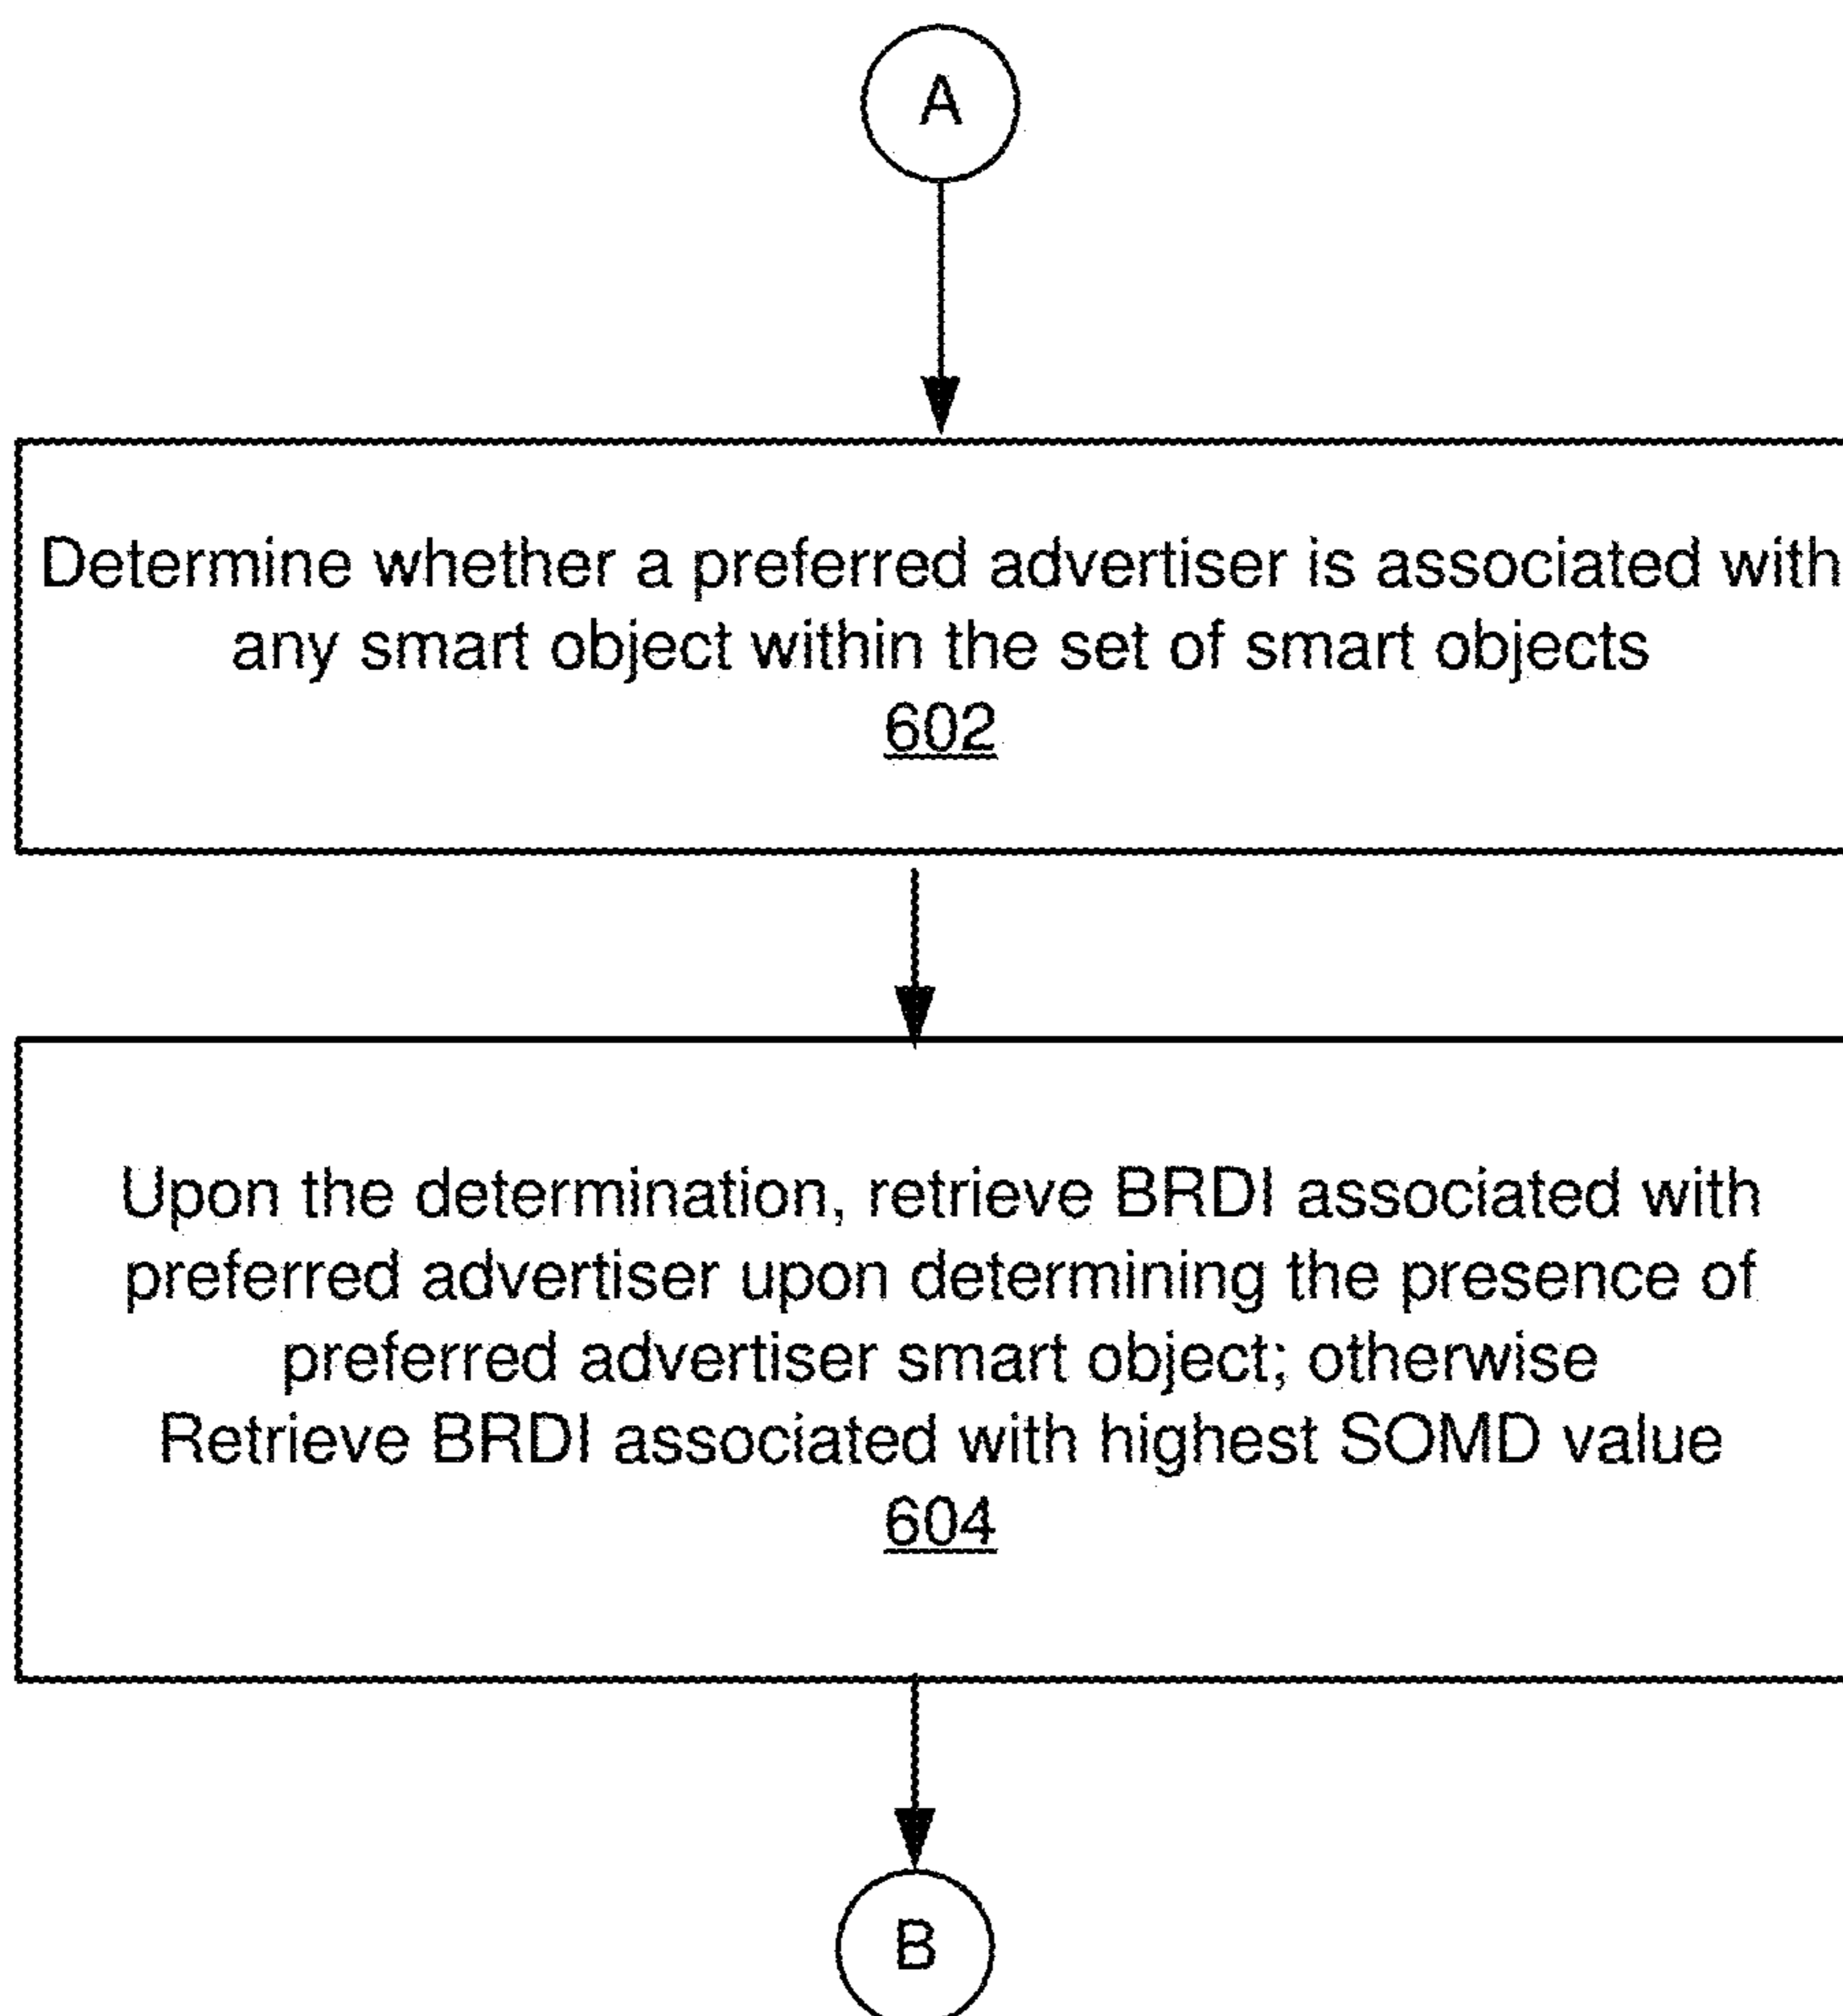 A
Determine whether a preferred advertiser is associated with
any smart object within the set of smart objects
602
Upon the determination, retrieve BRDI associated with
preferred advertiser upon determining the presence of
preferred advertiser smart object; otherwise
Retrieve BRDI associated with highest SOMD value
604
B